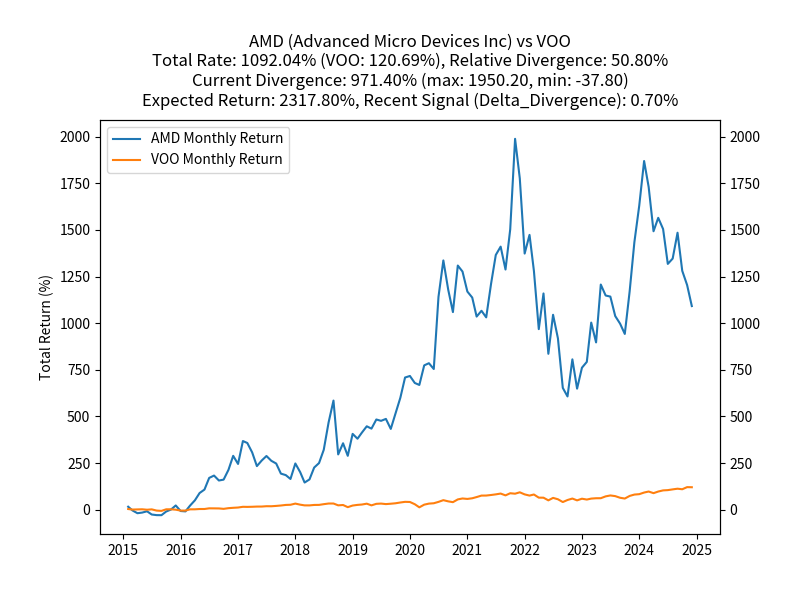 AMD (Advanced Micro Devices Inc) vs VOO
Total Rate: 1092.04% (VOO: 120.69%), Relative Divergence: 50.80%
Current Divergence: 971.40% (max: 1950.20, min: -37.80)
Expected Return: 2317.80%, Recent Signal (Delta_Divergence): 0.70%
AMD Monthly Return
VOO Monthly Return
Total Return (%)
2000
1750
1500
1250
1000
750
500
250
0
2000
1750
1500
1250
1000
750
500
250
0
2015 2016 2017 2018 2019 2020 2021 2022 2023 2024 2025